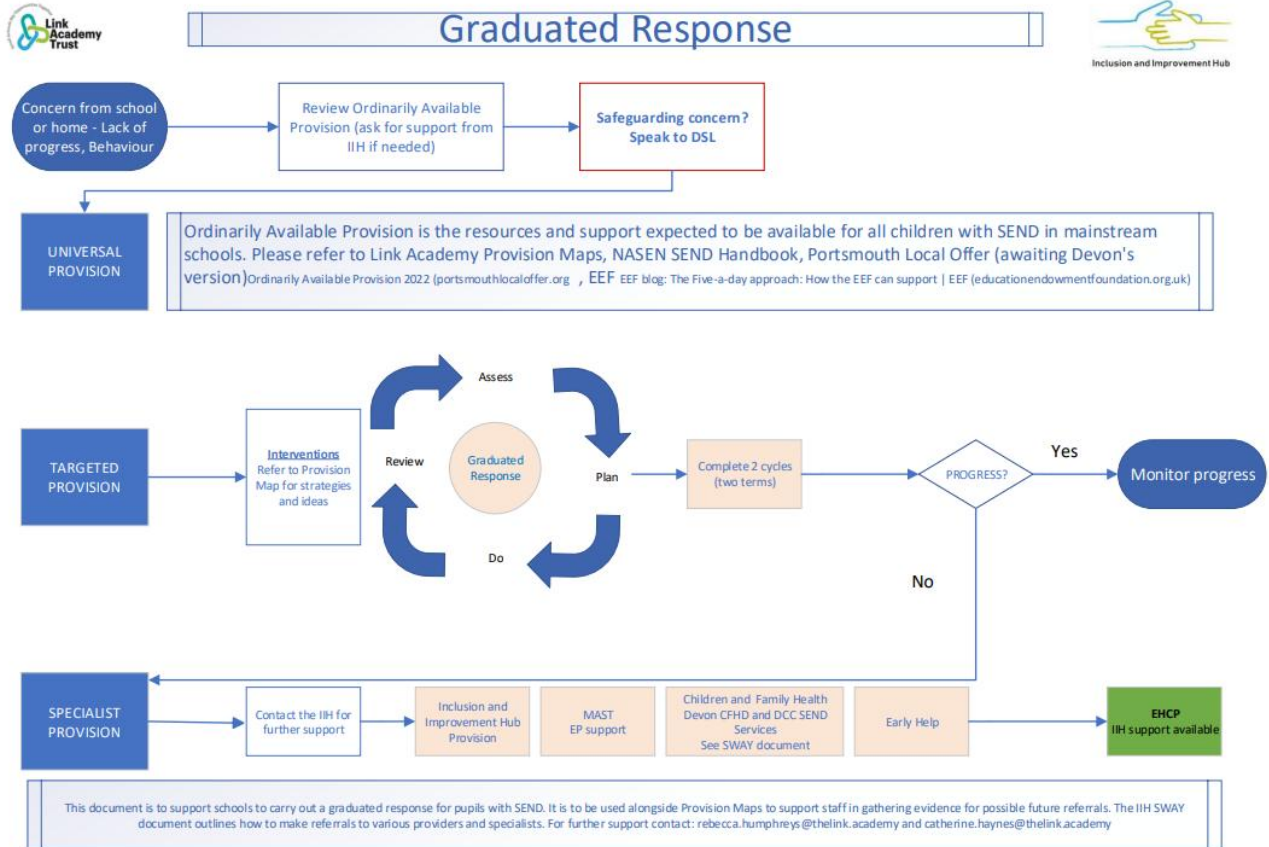 Link
Academy
Trust
Graduated Response
Inclusion and Improvement Hub
Concern from school
or home - Lack of
progress, Behaviour
Review Ordinarily Available
Provision (ask for support from
IIH if needed)
Safeguarding concern?
Speak to DSL
UNIVERSAL
PROVISION
Ordinarily Available Provision is the resources and support expected to be available for all children with SEND in mainstream
schools. Please refer to Link Academy Provision Maps, NASEN SEND Handbook, Portsmouth Local Offer (awaiting Devon's
version)Ordinarily Available Provision 2022 (portsmouthlocaloffer.org , EEF EEF blog: The Five-a-day approach: How the EEF can support | EEF (educationendowmentfoundation.org.uk)
TARGETED
PROVISION
Interventions
Refer to Provision
Map for strategies
and ideas
Assess
Review
Graduated
Response
Plan
Do
Complete 2 cycles
(two terms)
PROGRESS?
Yes
Monitor progress
No
SPECIALIST
PROVISION
Contact the IIH for
further support
Inclusion and
Improvement Hub
Provision
MAST
EP support
Children and Family Health
Devon CFHD and DCC SEND
Services
See SWAY document
Early Help
EHCP
IIH support available
This document is to support schools to carry out a graduated response for pupils with SEND. It is to be used alongside Provision Maps to support staff in gathering evidence for possible future referrals. The IIH SWAY
document outlines how to make referrals to various providers and specialists. For further support contact: rebecca.humphreys@thelink.academy and catherine.haynes@thelink.academy